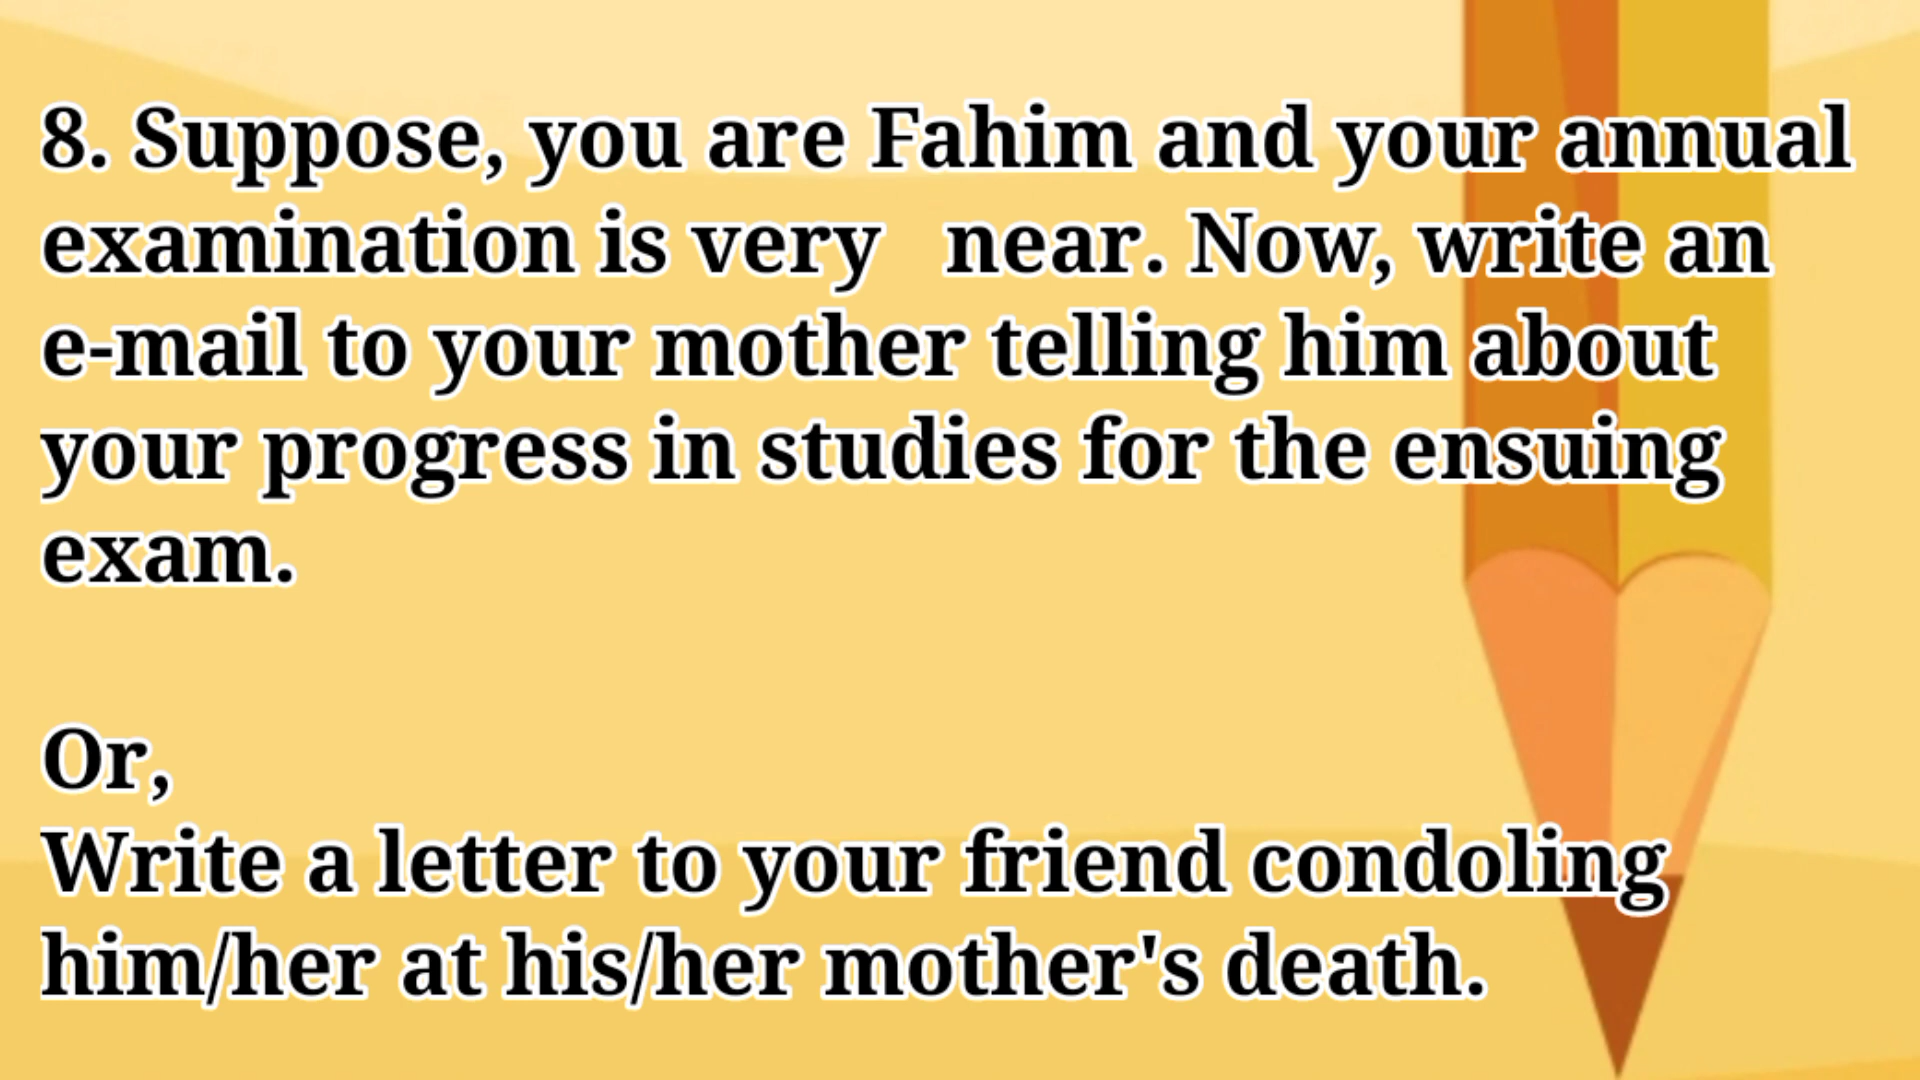 8. Suppose, you are Fahim and your annual
examination is very   near. Now, write an
e-mail to your mother telling him about
your progress in studies for the ensuing
exam.
Or,
Write a letter to your friend condoling
him/her at his/her mother's death.